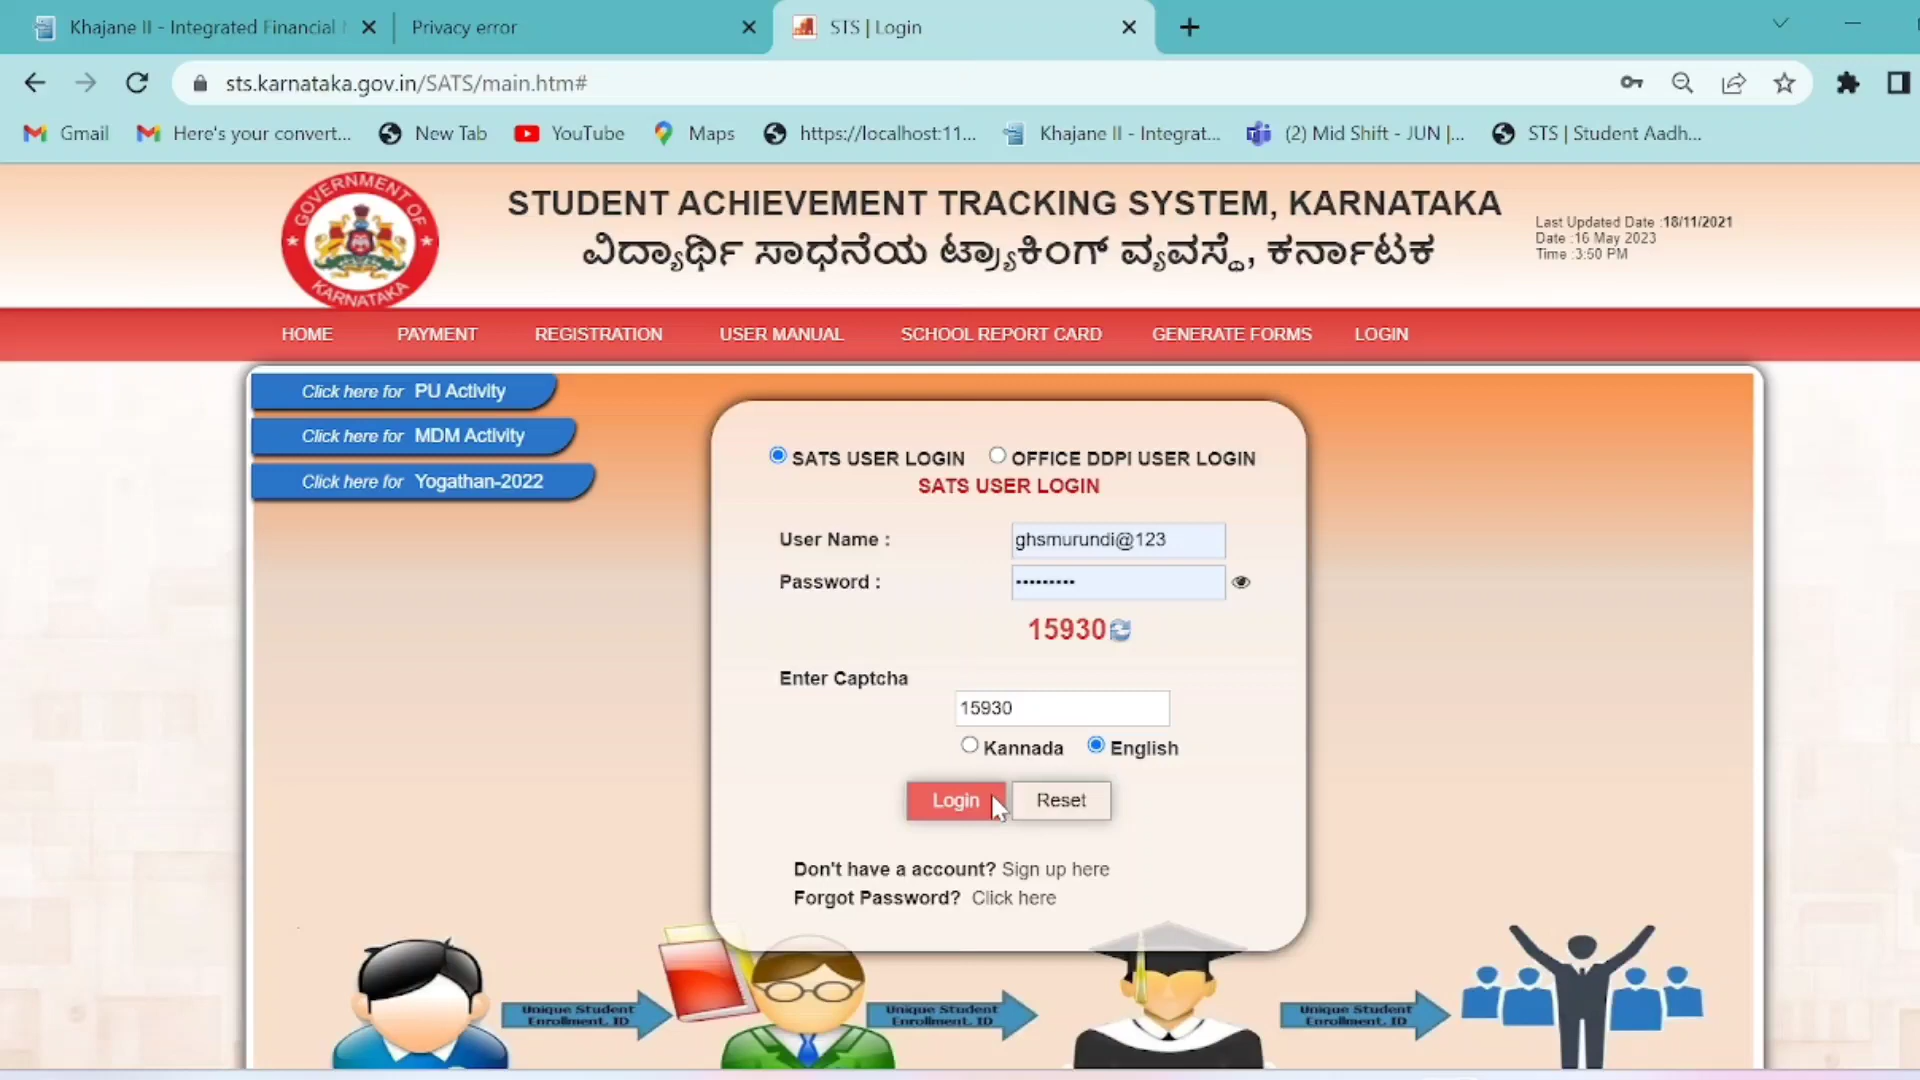 Khajane II - Integrated Financial
Privacy error
STS | Login
sts.karnataka.gov.in/SATS/main.htm#
Gmail
Here's your convert...
New Tab
YouTube
Maps
https://localhost:11...
Khajane II - Integrat...
(2) Mid Shift - JUN |...
STS | Student Aadh...
GOVERNMENT OF
KARNATAKA
STUDENT ACHIEVEMENT TRACKING SYSTEM, KARNATAKA
ವಿದ್ಯಾರ್ಥಿ ಸಾಧನೆಯ ಟ್ರ್ಯಾಕಿಂಗ್ ವ್ಯವಸ್ಥೆ, ಕರ್ನಾಟಕ
Last Updated Date :18/11/2021
Date :16 May 2023
Time :3:50 PM
HOME PAYMENT REGISTRATION USER MANUAL SCHOOL REPORT CARD GENERATE FORMS LOGIN
Click here for PU Activity
Click here for MDM Activity
Click here for Yogathan-2022
SATS USER LOGIN OFFICE DDPI USER LOGIN
SATS USER LOGIN
User Name : ghsmurundi@123
Password : •••••••••
15930
Enter Captcha
15930
Kannada English
Login Reset
Don't have a account? Sign up here
Forgot Password? Click here
Unique Student
Enrollment. ID
Unique Student
Enrollment. ID
Unique Student
Enrollment. ID